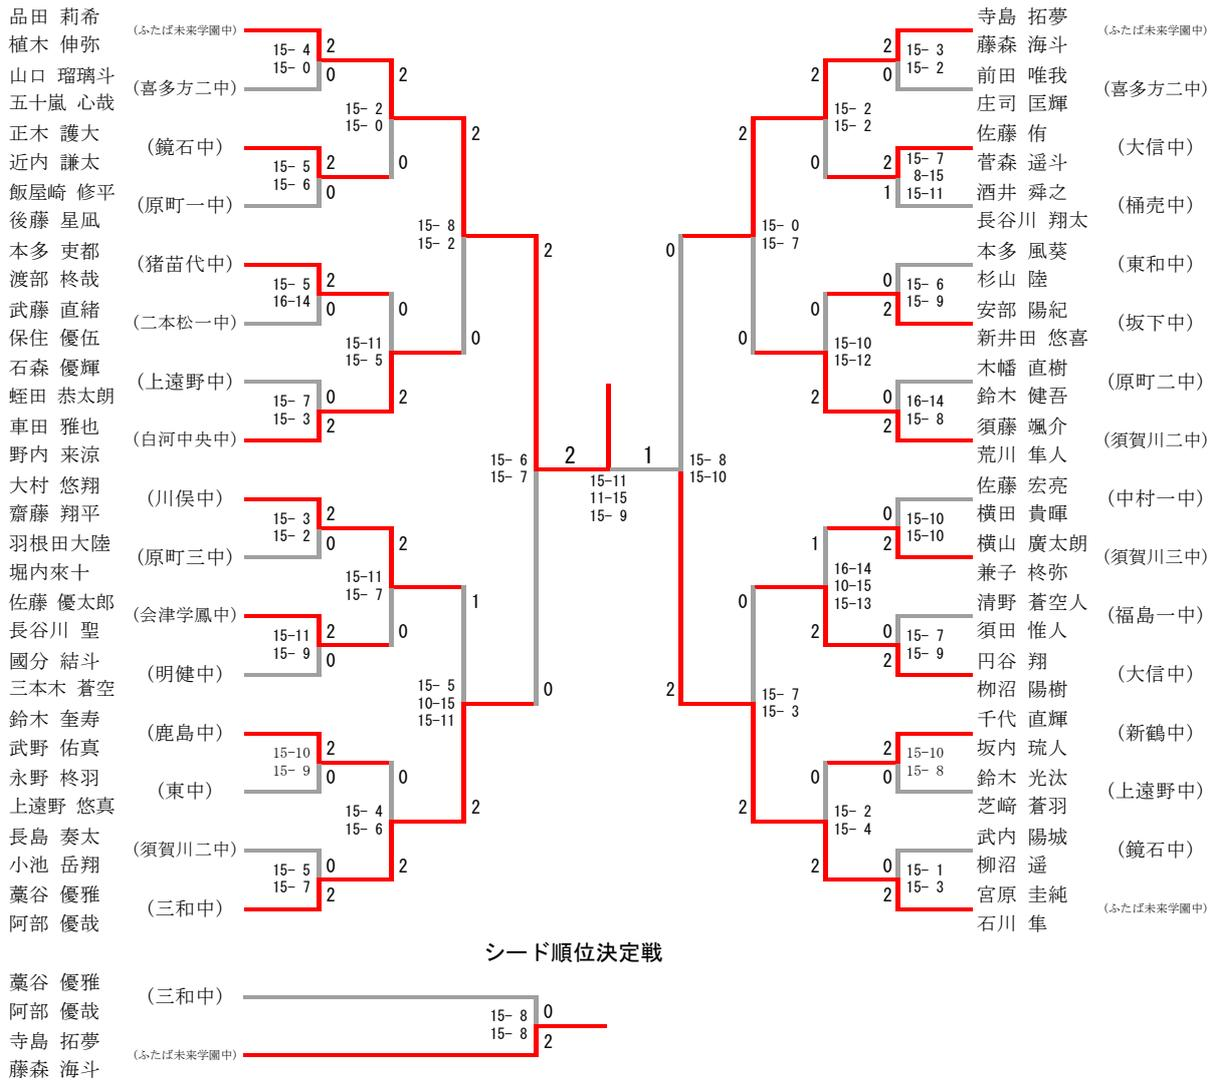 品田 莉希
植木 伸弥
(ふたば未来学園中)
15- 4
15- 0
2
0
山口 瑠璃斗
五十嵐 心哉
(喜多方二中)
15- 2
15- 0
2
0
正木 護大
近内 謙太
(鏡石中)
15- 5
15- 6
2
0
飯屋崎 修平
後藤 星凪
(原町一中)
15- 8
15- 2
2
0
本多 吏都
渡部 柊哉
(猪苗代中)
15- 5
16-14
2
0
武藤 直緒
保住 優伍
(二本松一中)
15-11
15- 5
0
2
石森 優輝
蛭田 恭太朗
(上遠野中)
15- 7
15- 3
0
2
車田 雅也
野内 来涼
(白河中央中)
15- 6
15- 7
2
0
大村 悠翔
齋藤 翔平
(川俣中)
15- 3
15- 2
2
0
羽根田大陸
堀内來十
(原町三中)
15-11
15- 7
2
0
佐藤 優太郎
長谷川 聖
(会津学鳳中)
15-11
15- 9
2
0
國分 結斗
三本木 蒼空
(明健中)
15- 5
10-15
15-11
1
2
鈴木 奎寿
武野 佑真
(鹿島中)
15-10
15- 9
2
0
永野 柊羽
上遠野 悠真
(東中)
15- 4
15- 6
0
2
長島 奏太
小池 岳翔
(須賀川二中)
15- 5
15- 7
0
2
藁谷 優雅
阿部 優哉
(三和中)
2
1
15-11
11-15
15- 9
寺島 拓夢
藤森 海斗
(ふたば未来学園中)
2
0
15- 3
15- 2
前田 唯我
庄司 匡輝
(喜多方二中)
2
0
15- 2
15- 2
佐藤 侑
菅森 遥斗
(大信中)
2
1
15- 7
8-15
15-11
酒井 舜之
長谷川 翔太
(桶売中)
2
0
15- 0
15- 7
本多 風葵
杉山 陸
(東和中)
0
2
15- 6
15- 9
安部 陽紀
新井田 悠喜
(坂下中)
0
2
15-10
15-12
木幡 直樹
鈴木 健吾
(原町二中)
0
2
16-14
15- 8
須藤 颯介
荒川 隼人
(須賀川二中)
0
2
15- 8
15-10
佐藤 宏亮
横田 貴暉
(中村一中)
0
2
15-10
15-10
横山 廣太朗
兼子 柊弥
(須賀川三中)
1
2
16-14
10-15
15-13
清野 蒼空人
須田 惟人
(福島一中)
0
2
15- 7
15- 9
円谷 翔
栁沼 陽樹
(大信中)
0
2
15- 7
15- 3
千代 直輝
坂内 琉人
(新鶴中)
2
0
15-10
15- 8
鈴木 光汰
芝﨑 蒼羽
(上遠野中)
0
2
15- 2
15- 4
武内 陽城
柳沼 遥
(鏡石中)
0
2
15- 1
15- 3
宮原 圭純
石川 隼
(ふたば未来学園中)
シード順位決定戦
藁谷 優雅
阿部 優哉
(三和中)
15- 8
15- 8
0
2
寺島 拓夢
藤森 海斗
(ふたば未来学園中)